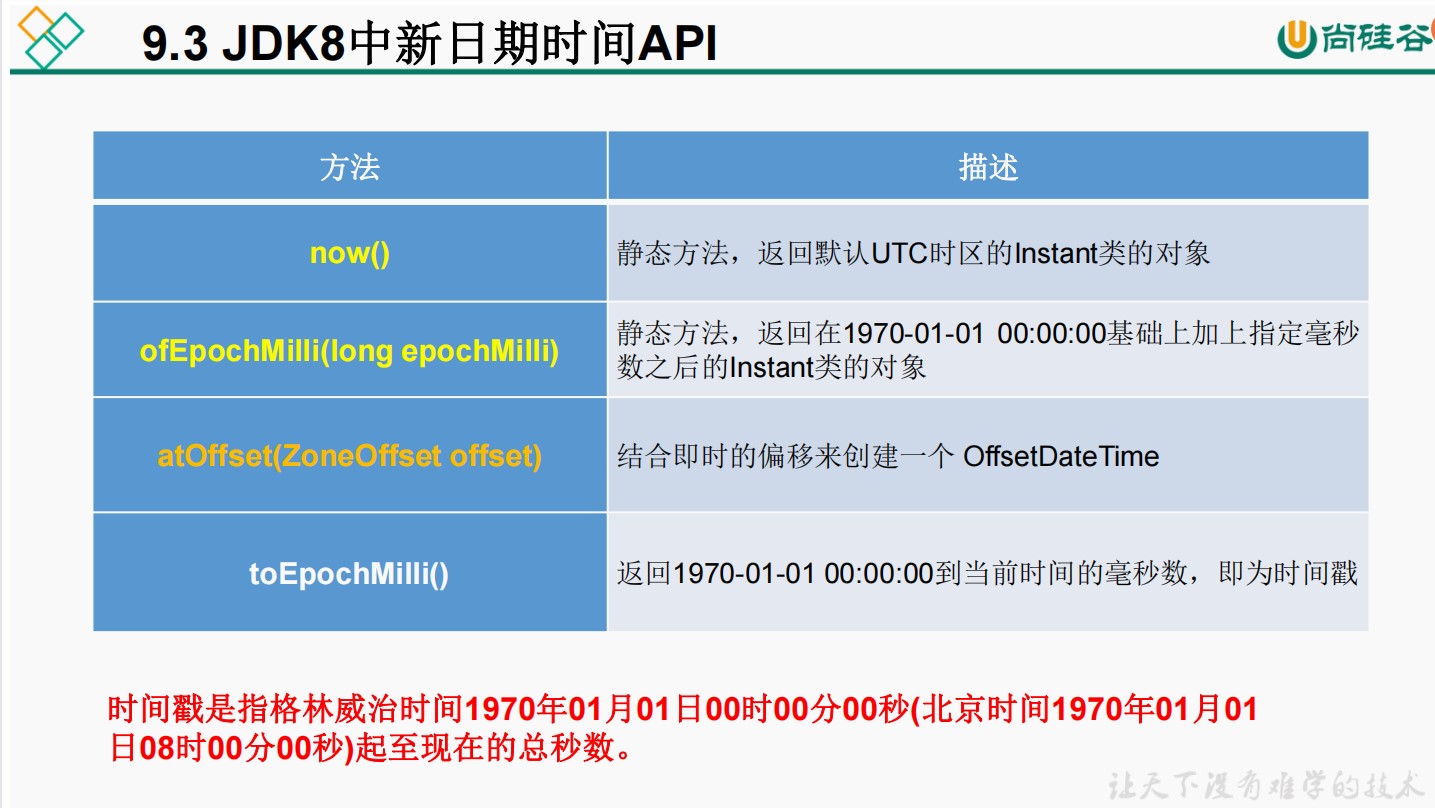 9.3 JDK8中新日期时间API
尚硅谷
方法
描述
now()
静态方法，返回默认UTC时区的Instant类的对象
ofEpochMilli(long epochMilli)
静态方法，返回在1970-01-01 00:00:00基础上加上指定毫秒
数之后的Instant类的对象
atOffset(ZoneOffset offset)
结合即时的偏移来创建一个 OffsetDateTime
toEpochMilli()
返回1970-01-01 00:00:00到当前时间的毫秒数，即为时间戳
时间戳是指格林威治时间1970年01月01日00时00分00秒(北京时间1970年01月01
日08时00分00秒)起至现在的总秒数。
让天下没有难学的技术